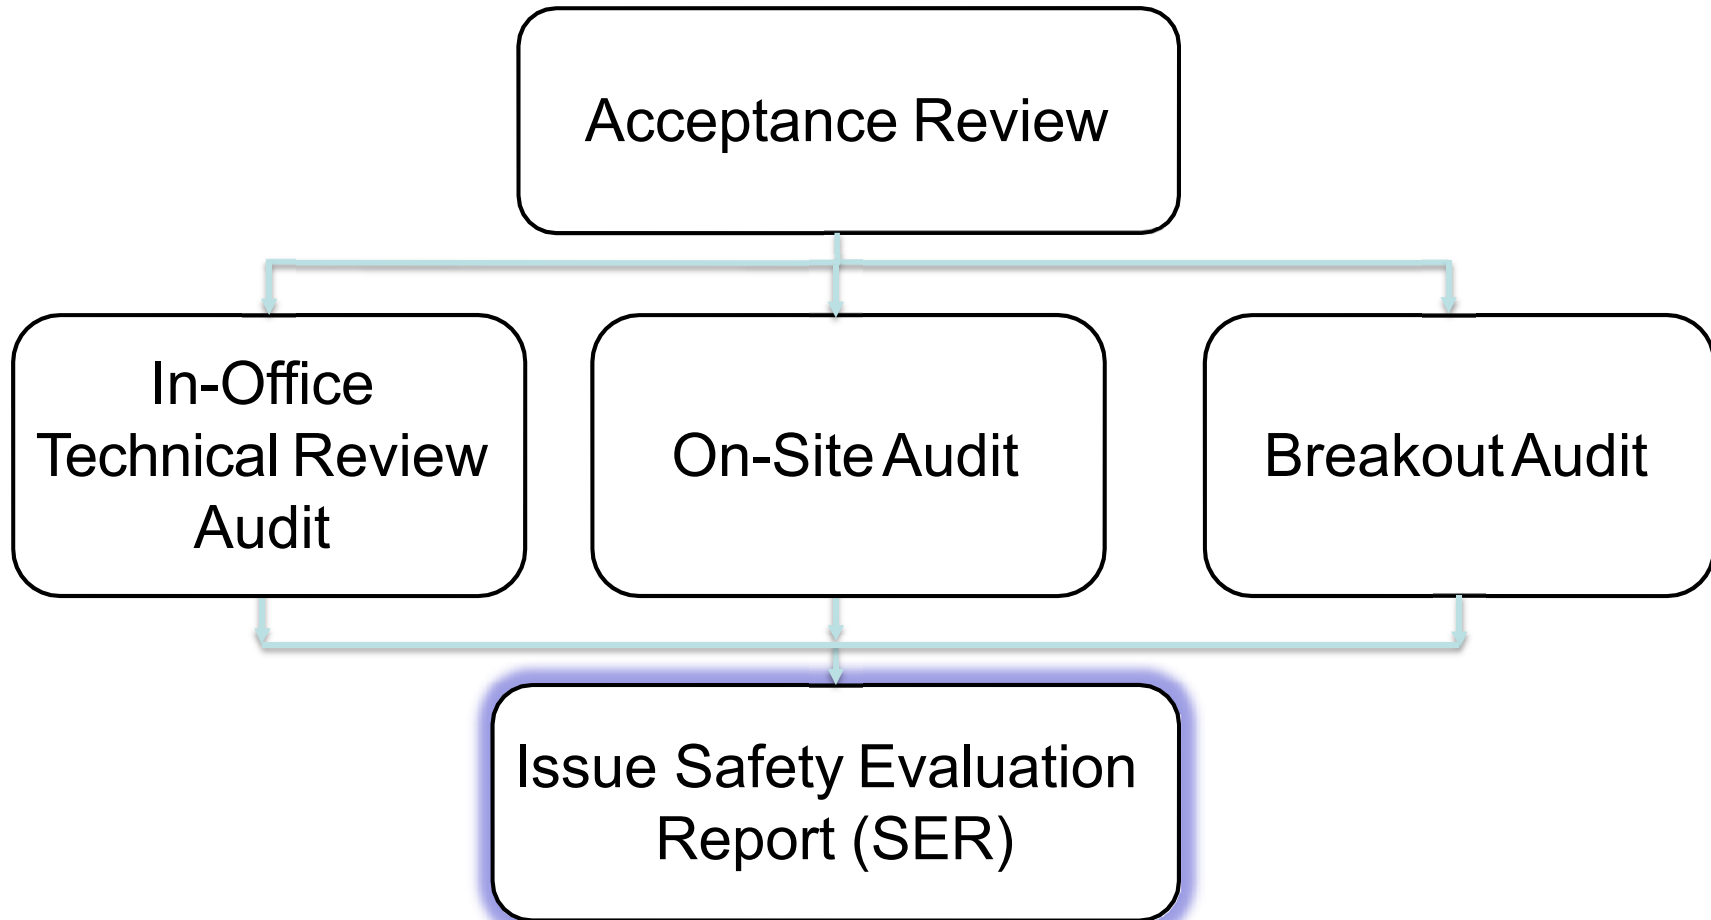 Acceptance Review
In-Office
Technical Review
Audit
On-Site Audit
Breakout Audit
Issue Safety Evaluation
Report (SER)